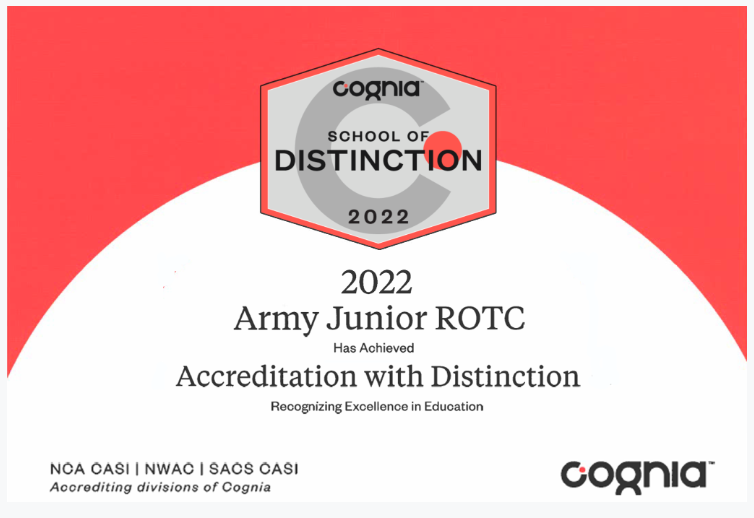 cognia™
SCHOOL OF
DISTINCTION
2022
2022
Army Junior ROTC
Has Achieved
Accreditation with Distinction
Recognizing Excellence in Education
NCA CASI | NWAC | SACS CASI
Accrediting divisions of Cognia
cognia™